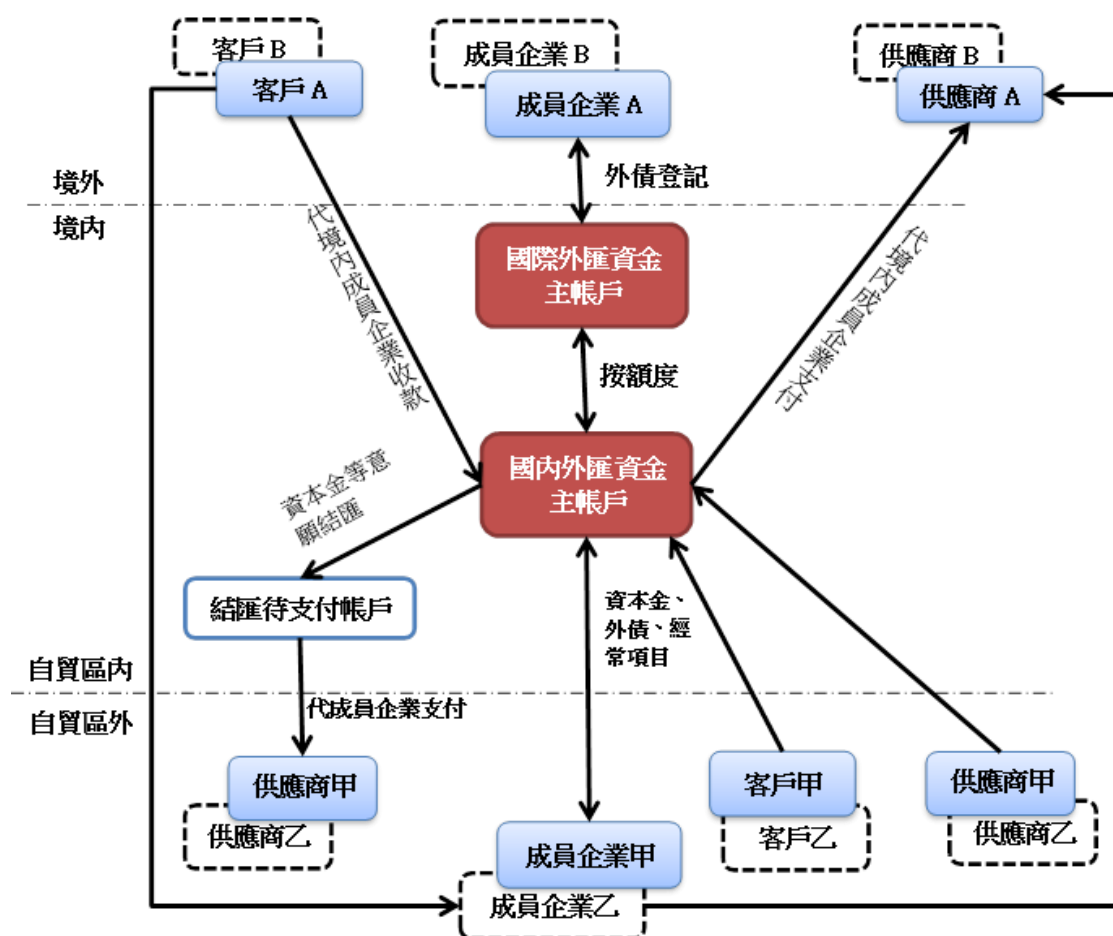 客戶 B
客戶 A
成員企業 B
成員企業 A
供應商 B
供應商 A
外債登記
境外
境內
代境內成員企業收款
國際外匯資金
主帳戶
代境內成員企業支付
按額度
國內外匯資金
主帳戶
資本金等意
願結匯
結匯待支付帳戶
資本金、
外債、經
常項目
自貿區內
自貿區外
代成員企業支付
供應商甲
供應商乙
成員企業甲
成員企業乙
客戶甲
客戶乙
供應商甲
供應商乙